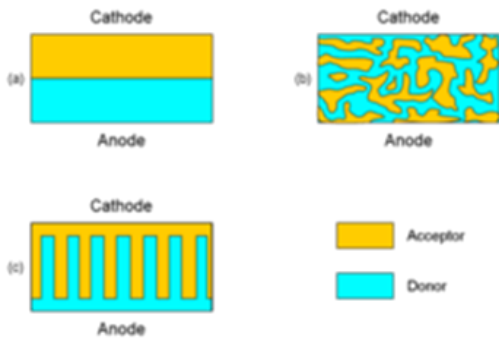 Cathode
(a)
Anode
Cathode
(b)
Anode
Cathode
(c)
Anode
Acceptor
Donor